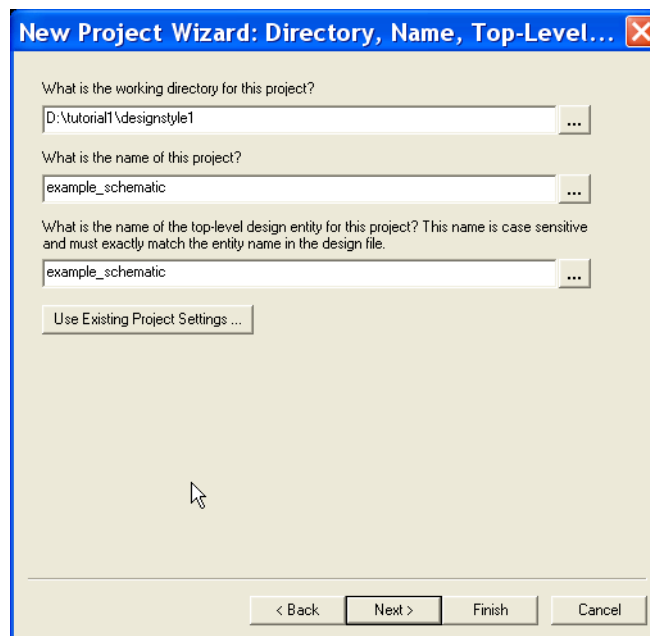 New Project Wizard: Directory, Name, Top-Level...
What is the working directory for this project?
D:\tutorial1\designstyle1
...
What is the name of this project?
example_schematic
...
What is the name of the top-level design entity for this project? This name is case sensitive
and must exactly match the entity name in the design file.
example_schematic
...
Use Existing Project Settings ...
< Back
Next >
Finish
Cancel